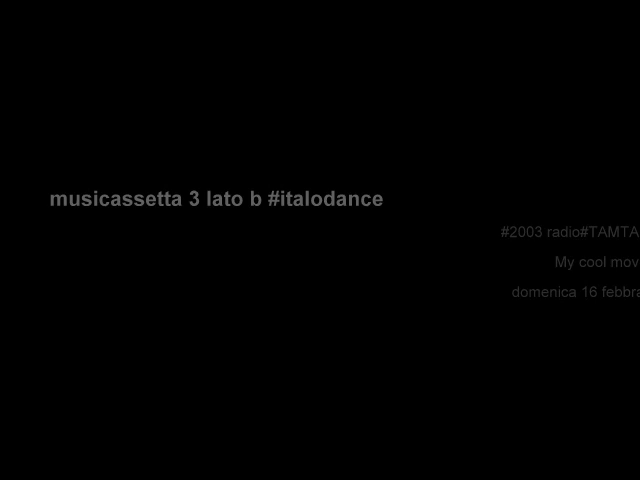 musicassetta 3 lato b #italodance
#2003 radio#TAMTA
My cool mov
domenica 16 febbra